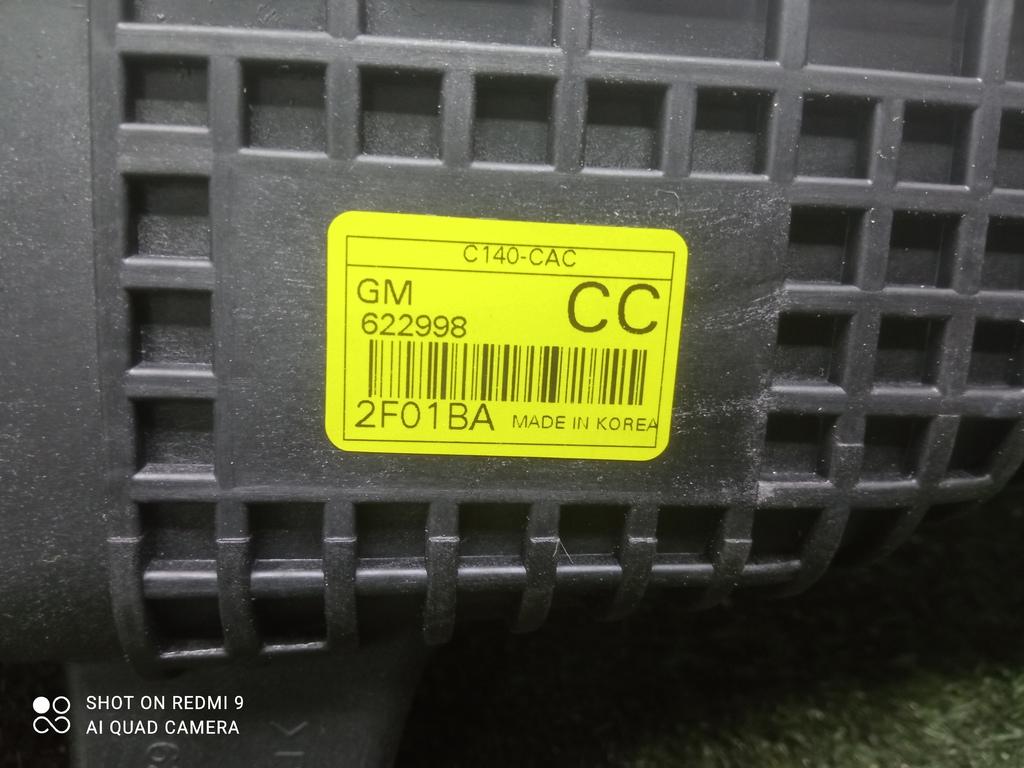 C140-CAC
GM
CC
622998
2F01BA MADE IN KOREA
SHOT ON REDMI 9
AI QUAD CAMERA